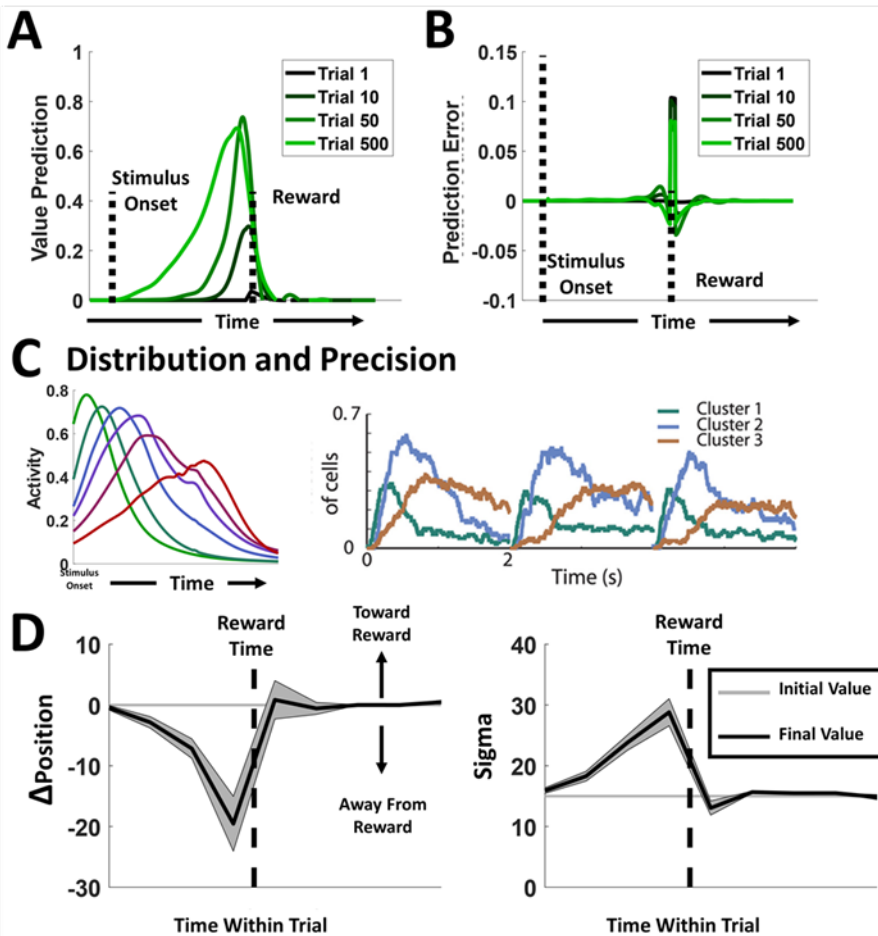 A
B
1
0.8
0.6
0.4
0.2
0
Value Prediction
Trial 1
Trial 10
Trial 50
Trial 500
Stimulus
Onset
Reward
Time
0.15
0.1
0.05
0
-0.05
-0.1
Prediction Error
Trial 1
Trial 10
Trial 50
Trial 500
Stimulus
Onset
Reward
Time
C Distribution and Precision
0.8
0.6
0.4
0.2
0
Activity
Stimulus
Onset
Time
0.7
0
of cells
Cluster 1
Cluster 2
Cluster 3
0
2
Time (s)
D
10
0
-10
-20
-30
ΔPosition
Reward
Time
Toward
Reward
Away From
Reward
Time Within Trial
40
30
20
10
0
Sigma
Reward
Time
Initial Value
Final Value
Time Within Trial